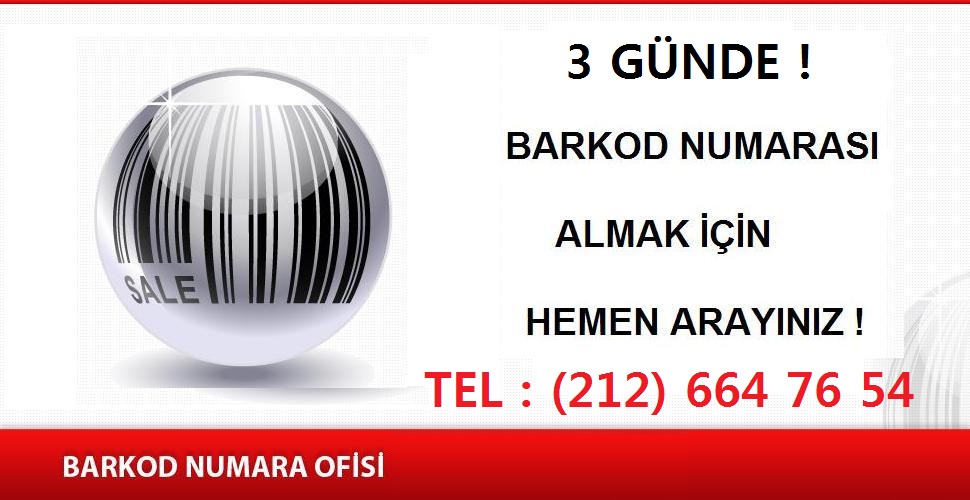 3 GÜNDE !
BARKOD NUMARASI
ALMAK İÇİN
HEMEN ARAYINIZ !
TEL : (212) 664 76 54
SALE
BARKOD NUMARA OFİSİ